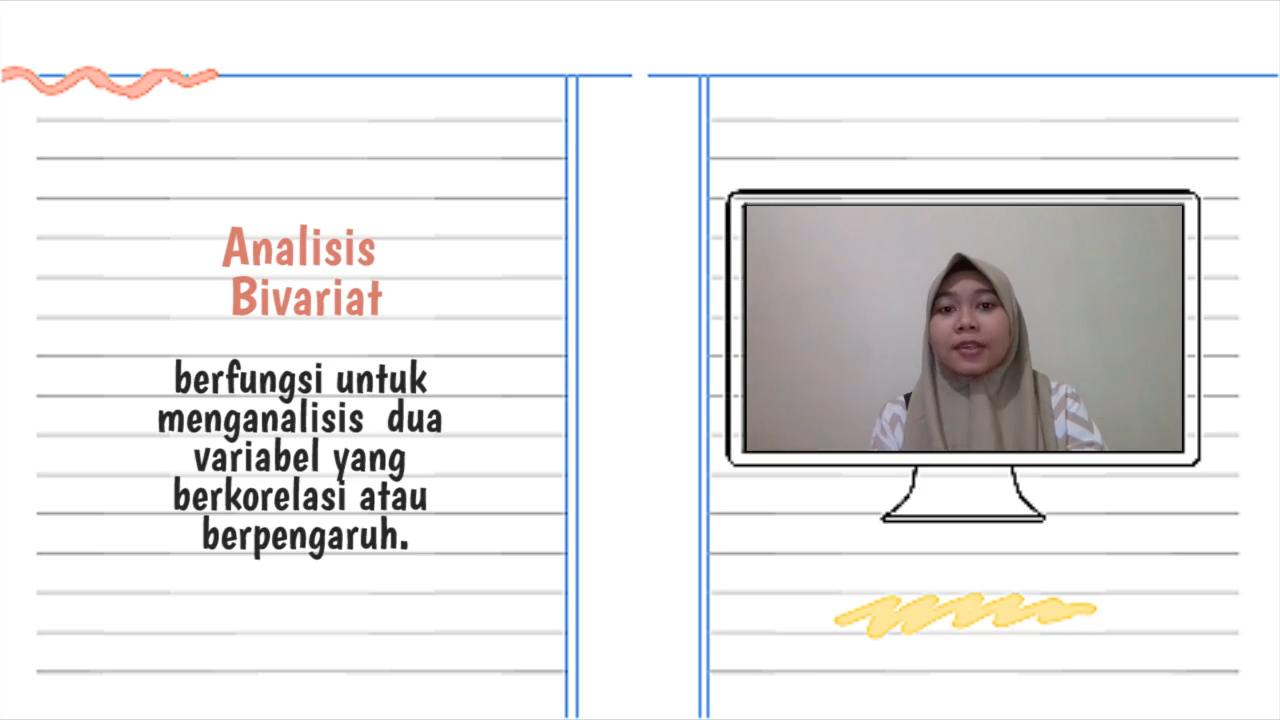 Analisis
Bivariat
berfungsi untuk
menganalisis dua
variabel yang
berkorelasi atau
berpengaruh.